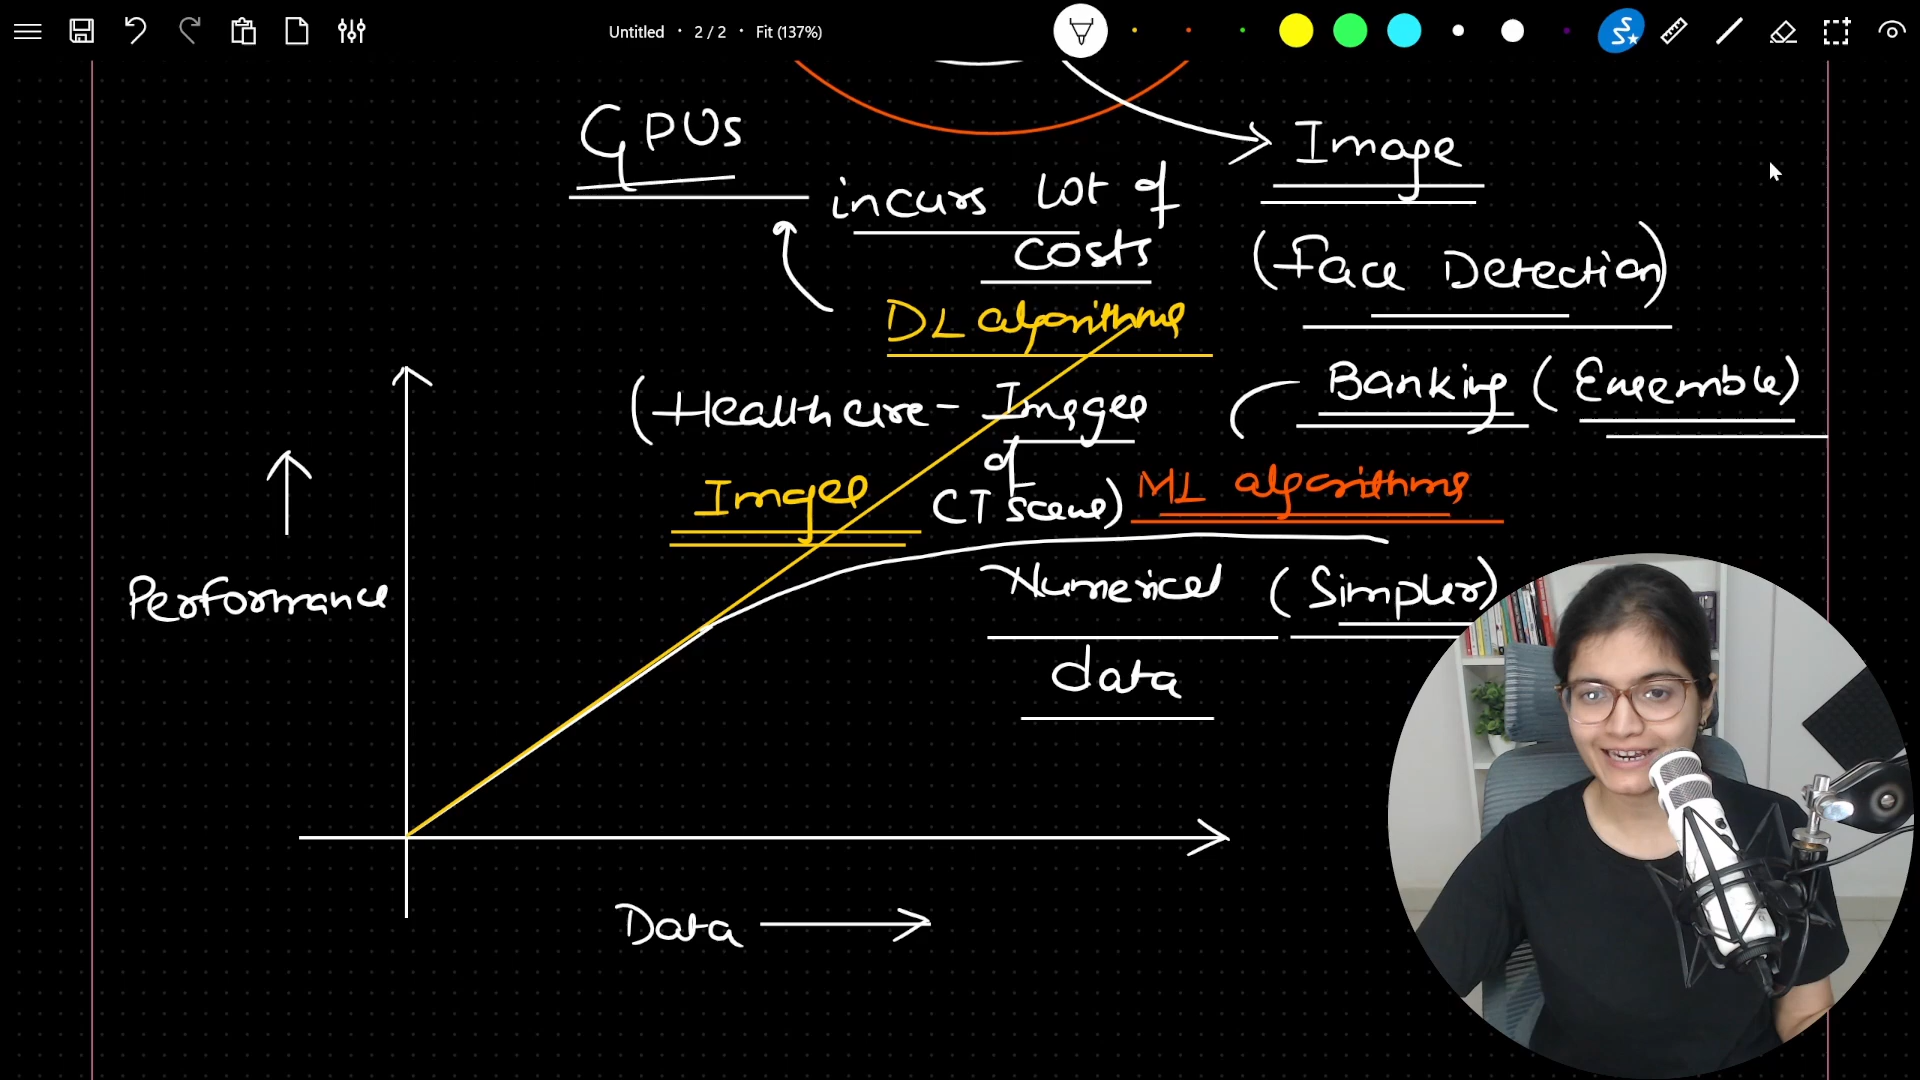 Untitled · 2 / 2 · Fit (137%)
GPUs
Image
incurs Lot of
costs
(Face Detection)
DL algorithms
Banking (Ensemble)
(Healthcare - Images
of
CT scans)
Images
ML algorithms
Performance
Numerical (Simpler)
data
Data